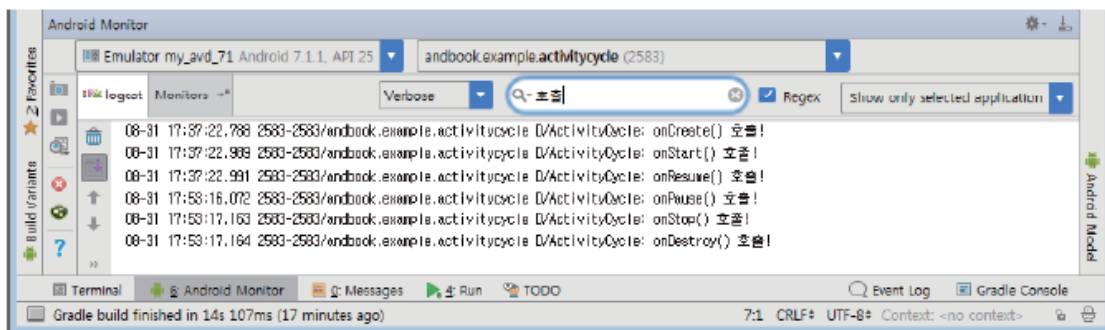 Android Monitor
Emulator my_avd_71 Android 7.1.1, API 25
andbook.example.activitycycle (2583)
logcat Monitors
Verbose
호출
Regex
Show only selected application
08-31 17:37:22.788 2583-2583/andbook.example.activitycycle D/ActivityCycle: onCreate() 호출!
08-31 17:37:22.989 2583-2583/andbook.example.activitycycle D/ActivityCycle: onStart() 호출!
08-31 17:37:22.991 2583-2583/andbook.example.activitycycle D/ActivityCycle: onResume() 호출!
08-31 17:53:16.072 2583-2583/andbook.example.activitycycle D/ActivityCycle: onPause() 호출!
08-31 17:53:17.163 2583-2583/andbook.example.activitycycle D/ActivityCycle: onStop() 호출!
08-31 17:53:17.164 2583-2583/andbook.example.activitycycle D/ActivityCycle: onDestroy() 호출!
2: Favorites
Build Variants
Android Model
Terminal
6: Android Monitor
0: Messages
4: Run
TODO
Event Log
Gradle Console
Gradle build finished in 14s 107ms (17 minutes ago)
7:1 CRLF UTF-8 Context: <no context>